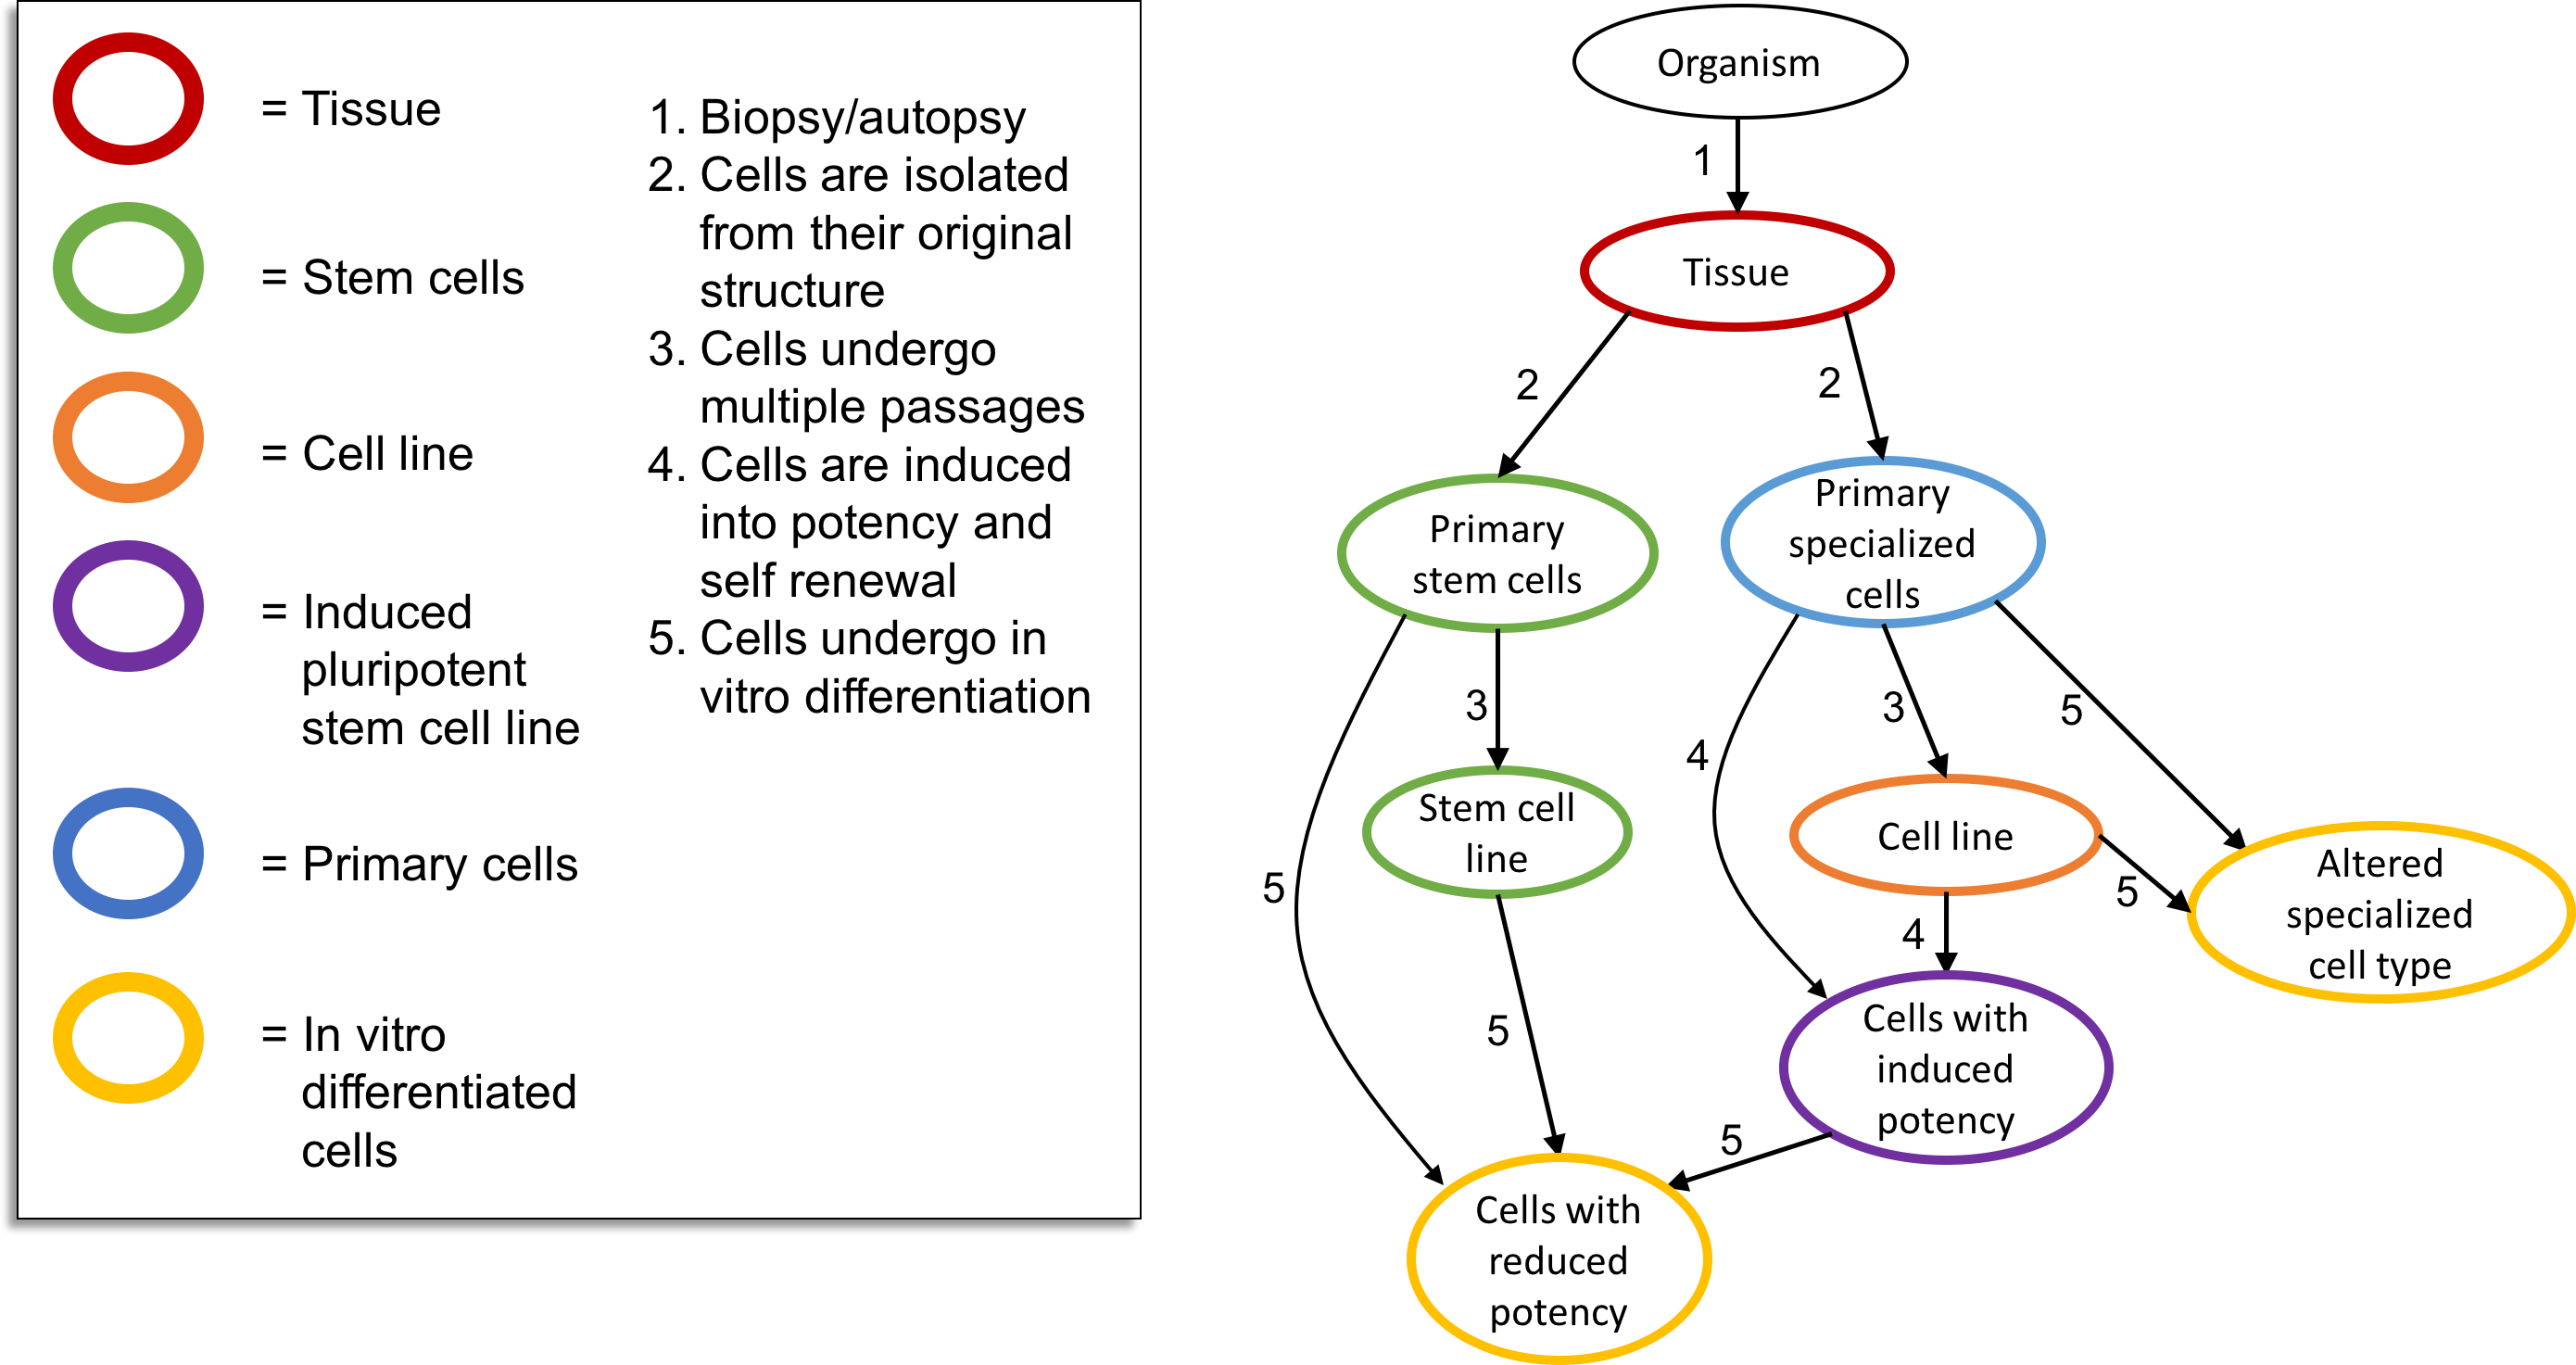 = Tissue
= Stem cells
= Cell line
= Induced
pluripotent
stem cell line
= Primary cells
= In vitro
differentiated
cells
1. Biopsy/autopsy
2. Cells are isolated
from their original
structure
3. Cells undergo
multiple passages
4. Cells are induced
into potency and
self renewal
5. Cells undergo in
vitro differentiation
Organism
1
Tissue
2
2
Primary
stem cells
Primary
specialized
cells
3
3
5
4
5
Stem cell
line
Cell line
5
5
4
Altered
specialized
cell type
5
Cells with
induced
potency
5
Cells with
reduced
potency